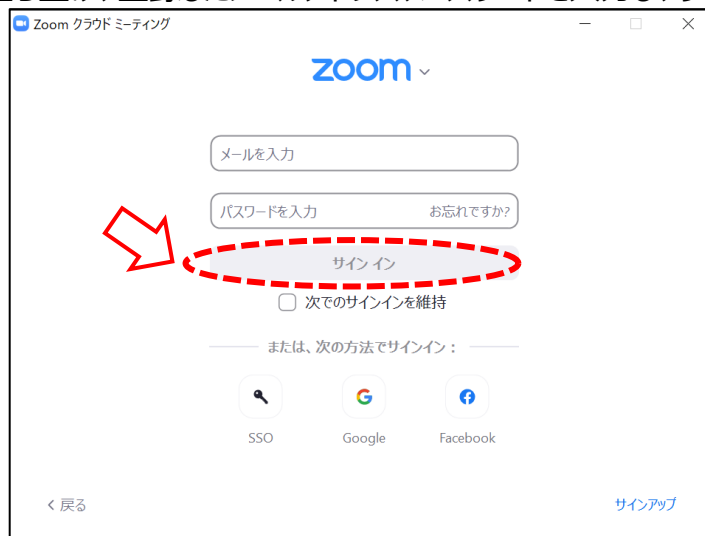 Zoom クラウド ミーティング
zoom
メールを入力
パスワードを入力 お忘れですか?
サイン イン
次でのサインインを維持
または、次の方法でサインイン：
SSO Google Facebook
戻る サインアップ